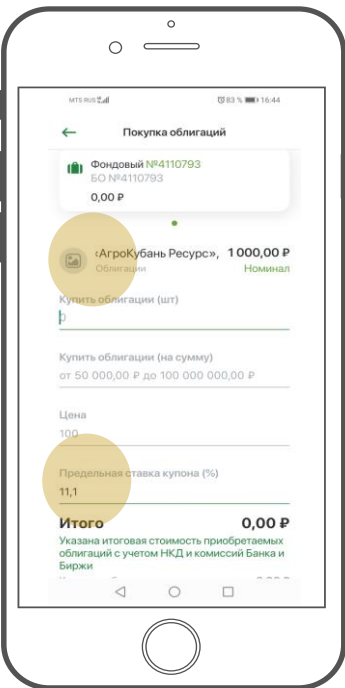 MTS RUS 83 % 16:44
Покупка облигаций
Фондовый №4110793
БО №4110793
0,00 ₽
«АгроКубань Ресурс», 1 000,00 ₽
Облигации Номинал
Купить облигации (шт)
0
Купить облигации (на сумму)
от 50 000,00 ₽ до 100 000 000,00 ₽
Цена
100
Предельная ставка купона (%)
11,1
Итого 0,00 ₽
Указана итоговая стоимость приобретаемых
облигаций с учетом НКД и комиссий Банка и
Биржи